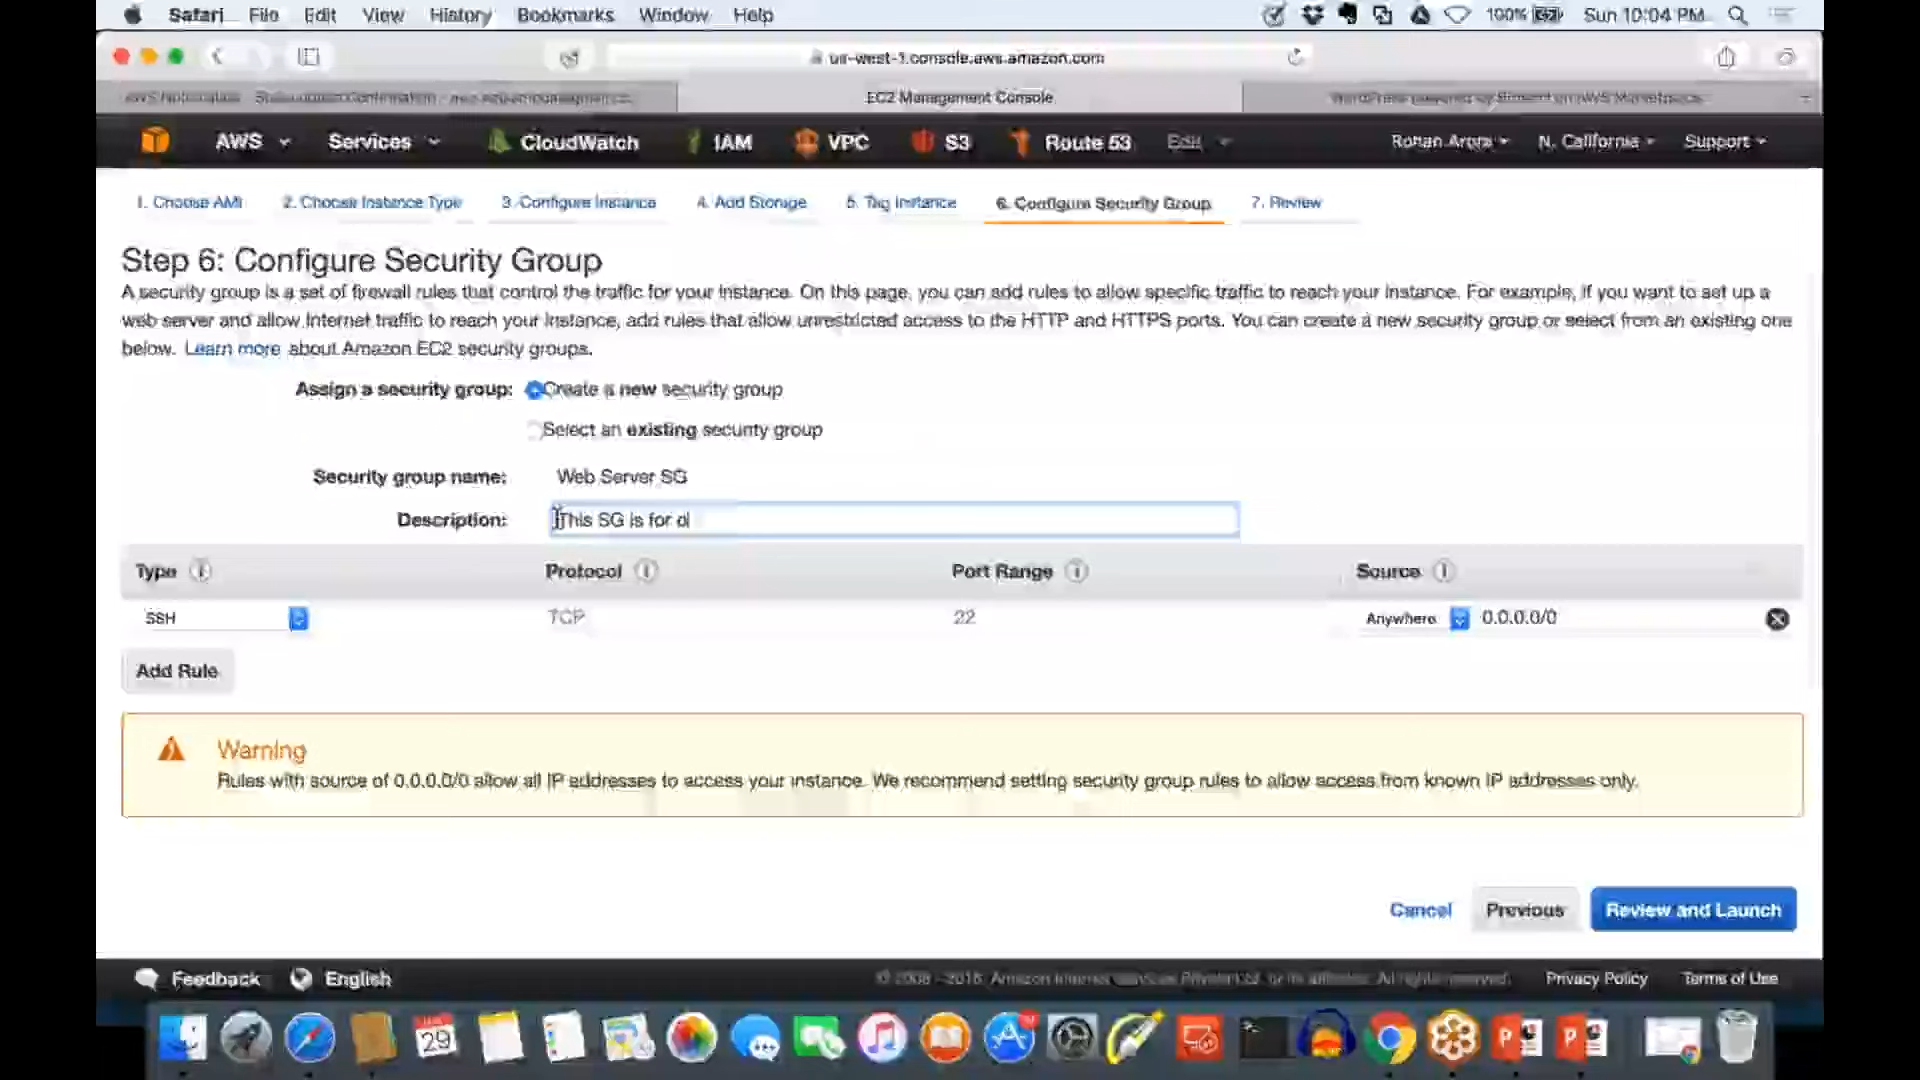 Safari File Edit View History Bookmarks Window Help 100% Sun 10:04 PM
us-west-1.console.aws.amazon.com
EC2 Management Console
AWS Services CloudWatch IAM VPC S3 Route 53 Edit Rohan Arora N. California Support
1. Choose AMI 2. Choose Instance Type 3. Configure Instance 4. Add Storage 5. Tag Instance 6. Configure Security Group 7. Review
Step 6: Configure Security Group
A security group is a set of firewall rules that control the traffic for your instance. On this page, you can add rules to allow specific traffic to reach your instance. For example, if you want to set up a
web server and allow Internet traffic to reach your instance, add rules that allow unrestricted access to the HTTP and HTTPS ports. You can create a new security group or select from an existing one
below. Learn more about Amazon EC2 security groups.
Assign a security group: Create a new security group
Select an existing security group
Security group name: Web Server SG
Description: This SG is for o
Type Protocol Port Range Source
SSH TCP 22 Anywhere 0.0.0.0/0
Add Rule
Warning
Rules with source of 0.0.0.0/0 allow all IP addresses to access your instance. We recommend setting security group rules to allow access from known IP addresses only.
Cancel Previous Review and Launch
Feedback English Privacy Policy Terms of Use
29